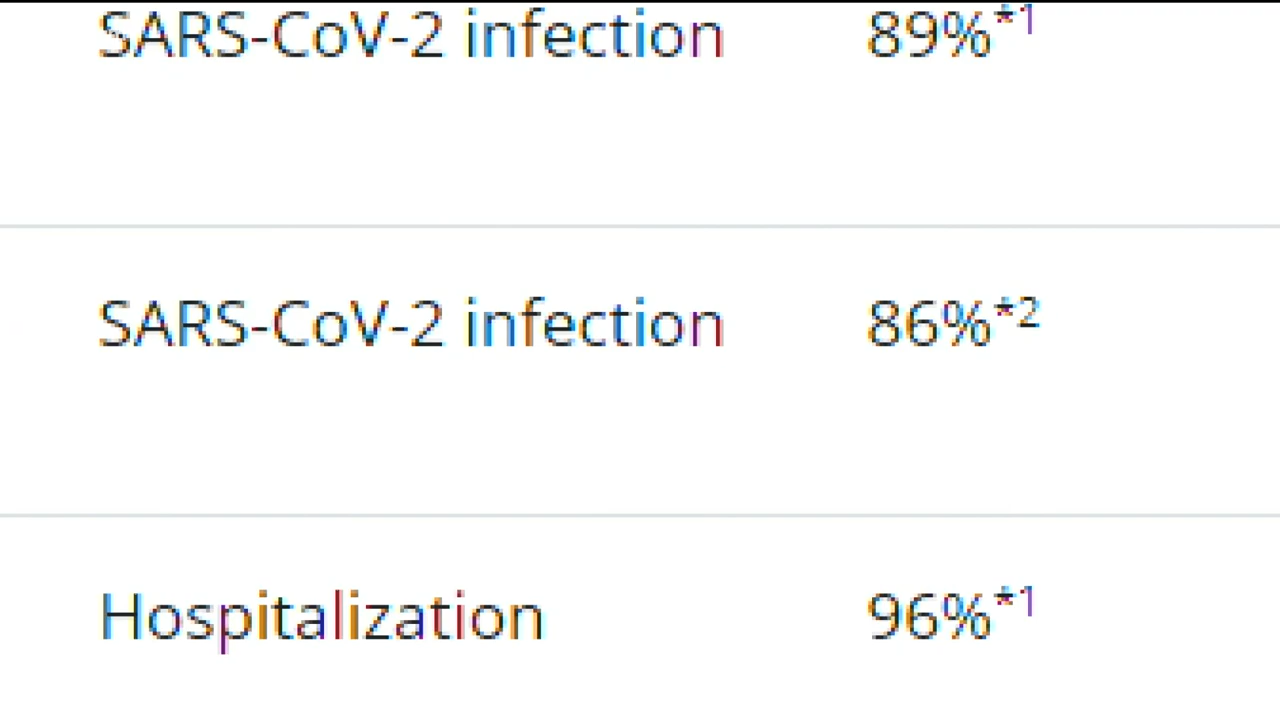 SARS-CoV-2 infection 89%*1
SARS-CoV-2 infection 86%*2
Hospitalization 96%*1